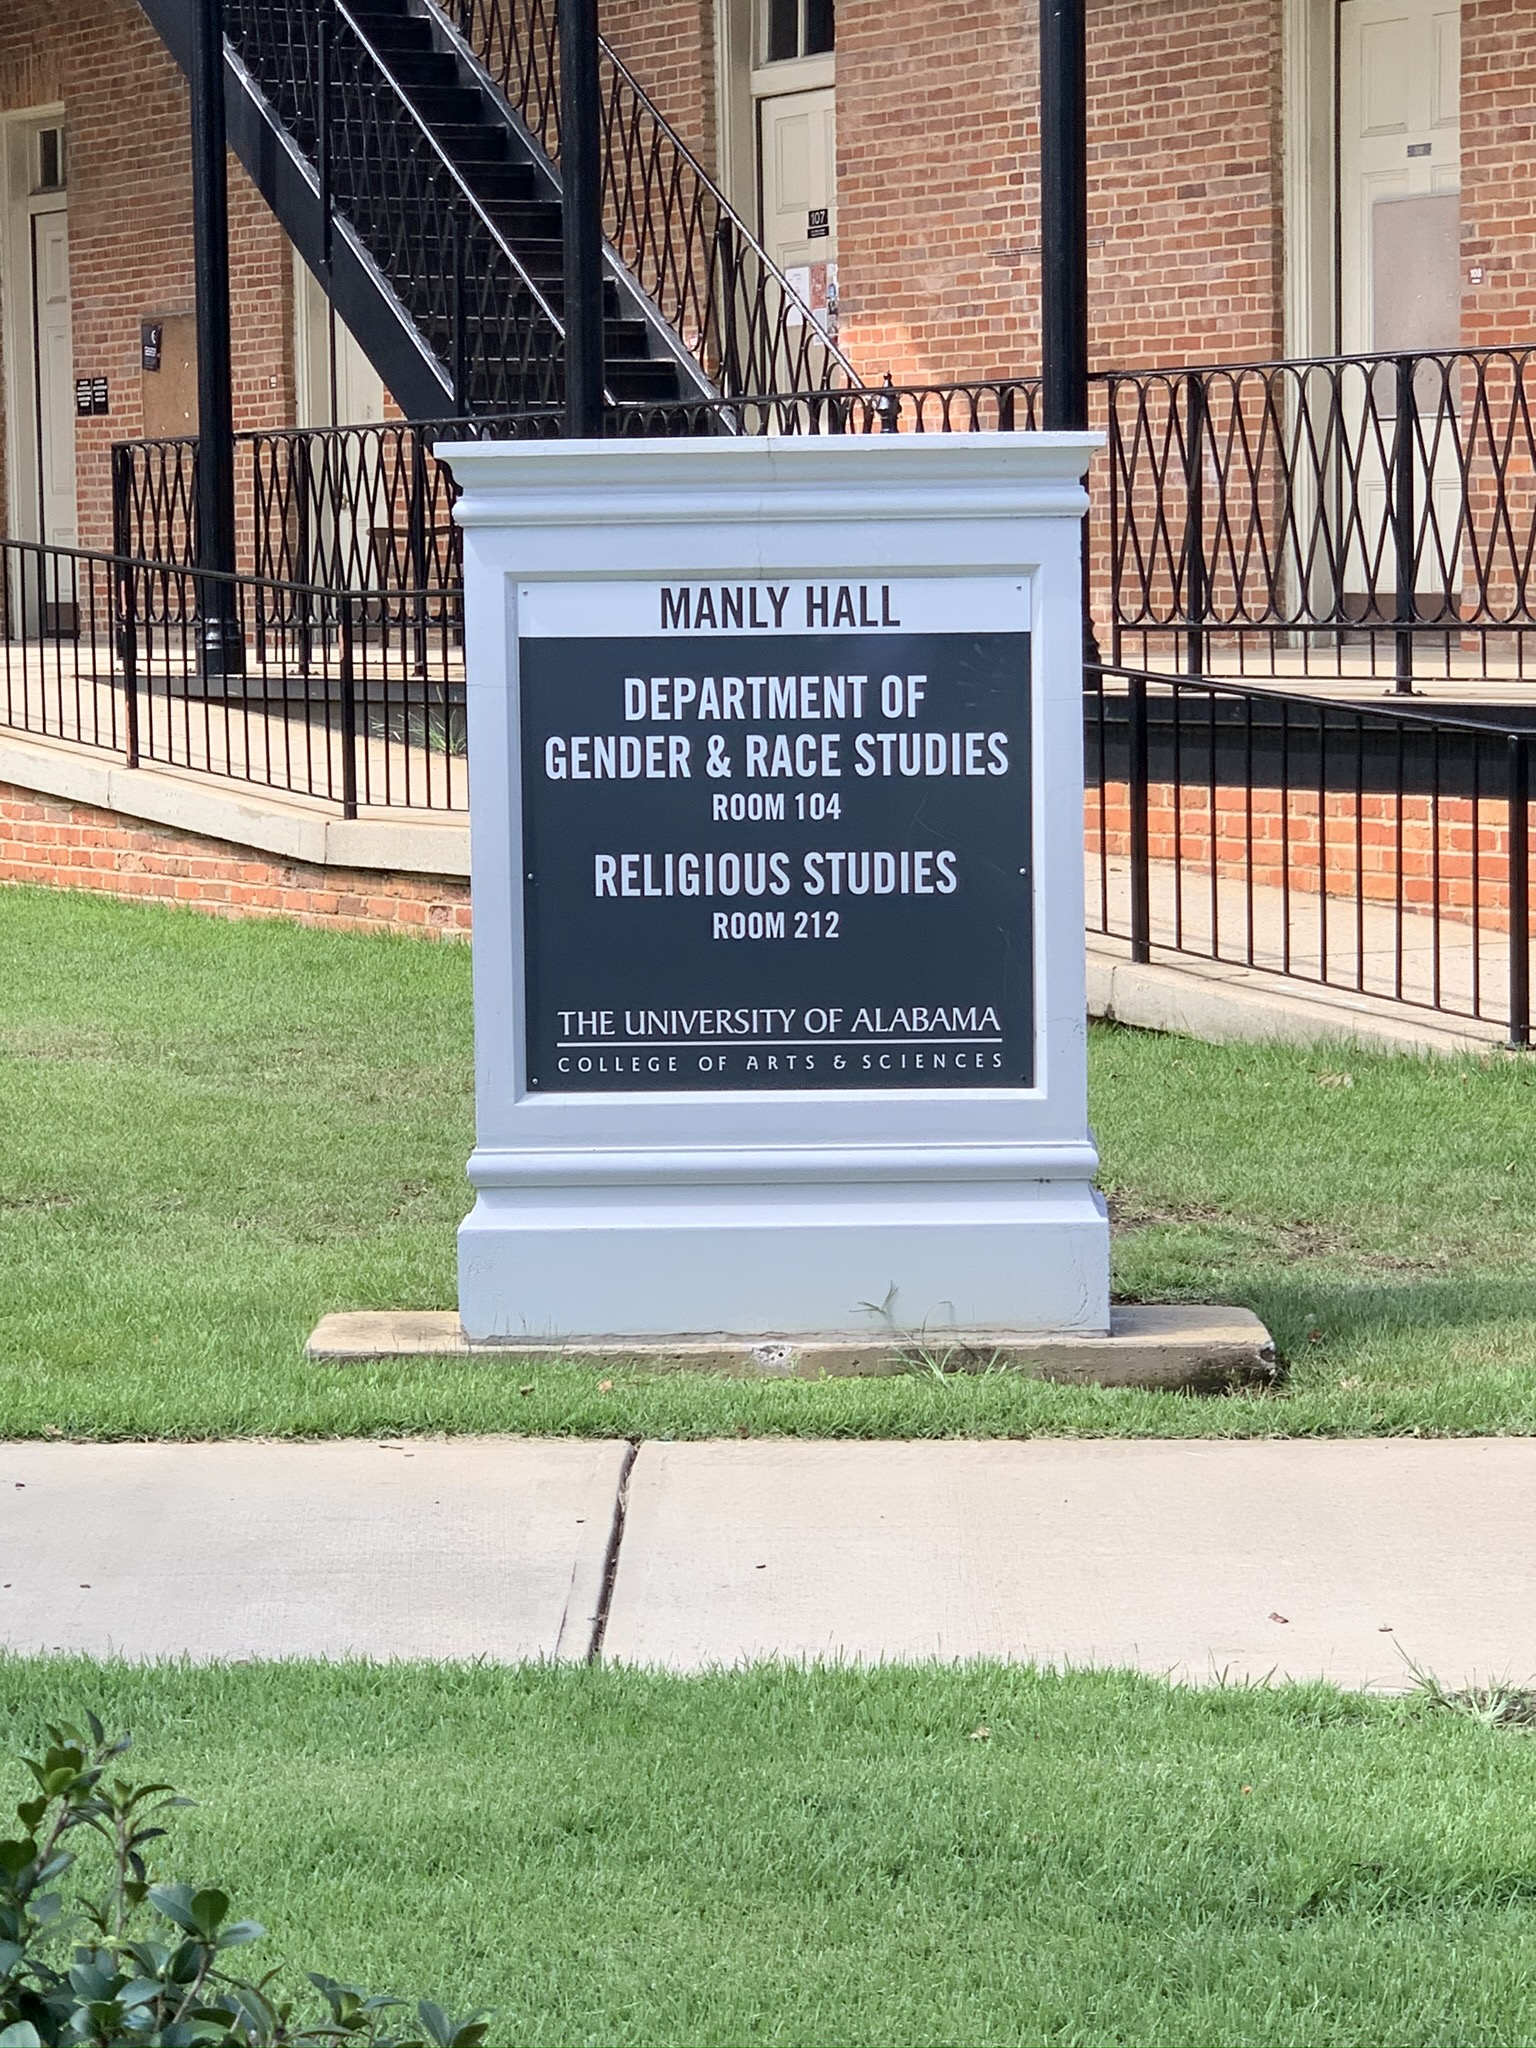 107
108
MANLY HALL
DEPARTMENT OF
GENDER & RACE STUDIES
ROOM 104
RELIGIOUS STUDIES
ROOM 212
THE UNIVERSITY OF ALABAMA
COLLEGE OF ARTS & SCIENCES